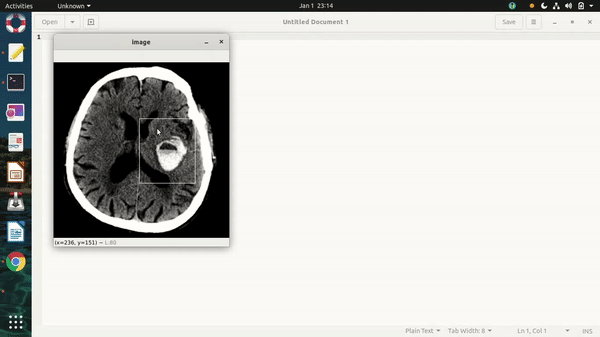 Activities
Unknown
Jan 1 23:14
Open
Untitled Document 1
Save
1
Image
(x=236, y=151) ~ L:80
Plain Text
Tab Width: 8
Ln 1, Col 1
INS